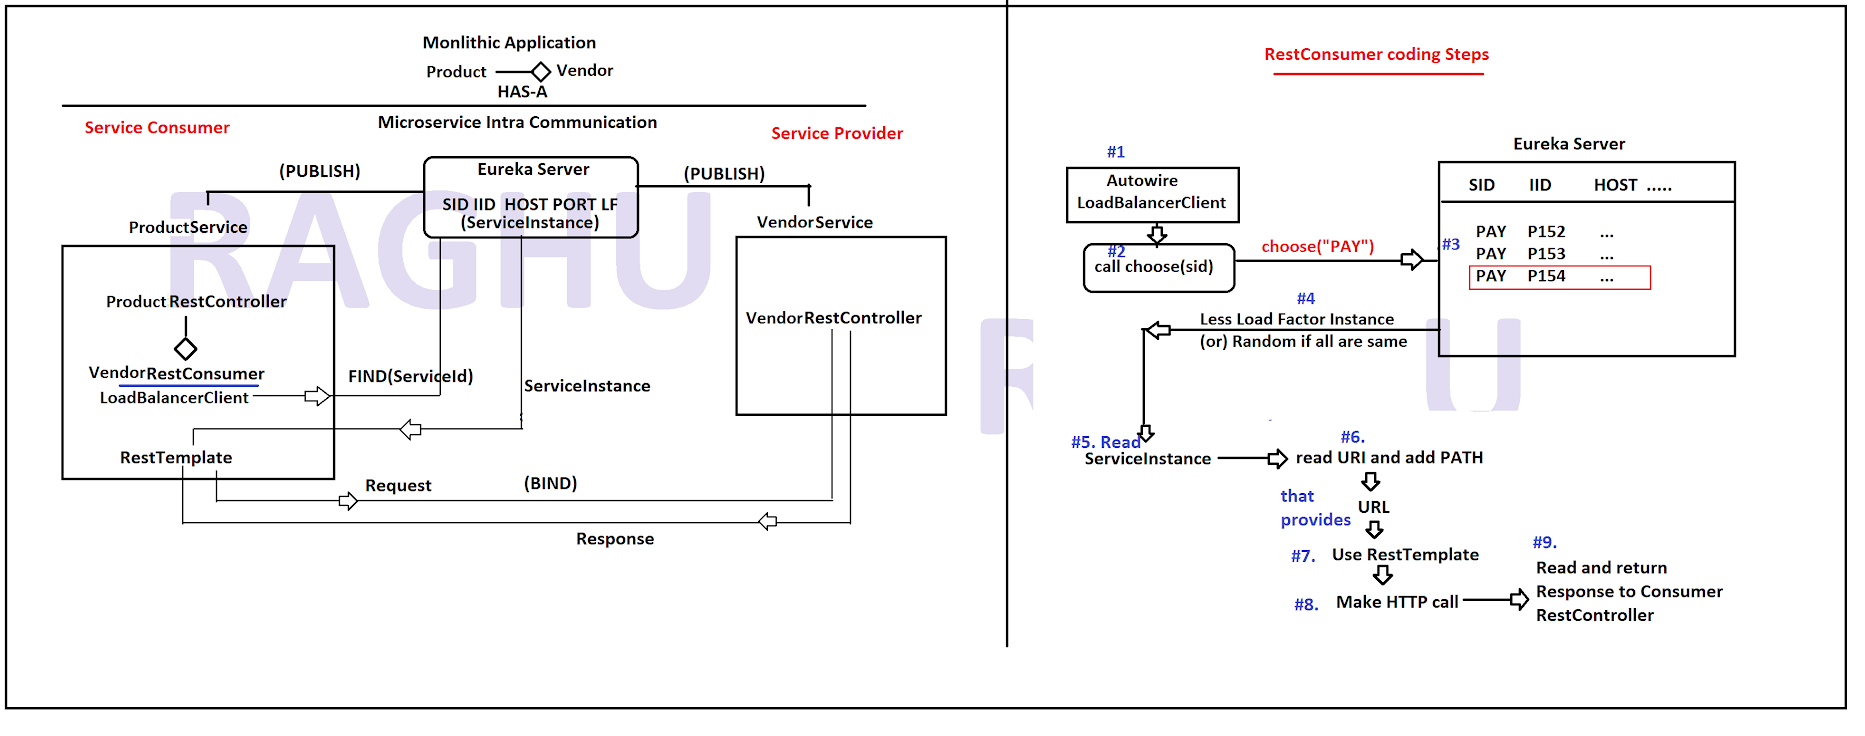 Monlithic Application
Product
Vendor
HAS-A
Service Consumer
Microservice Intra Communication
Service Provider
(PUBLISH)
Eureka Server
(PUBLISH)
SID IID HOST PORT LF
(ServiceInstance)
ProductService
VendorService
RAGHU
ProductRestController
VendorRestController
VendorRestConsumer
LoadBalancerClient
FIND(ServiceId)
ServiceInstance
RestTemplate
Request
(BIND)
Response
RestConsumer coding Steps
#1
Autowire
LoadBalancerClient
#2
call choose(sid)
choose("PAY")
#3
Eureka Server
SID IID HOST .....
PAY P152 ...
PAY P153 ...
PAY P154 ...
#4
Less Load Factor Instance
(or) Random if all are same
R U
#5. Read
ServiceInstance
#6.
read URI and add PATH
that
provides
URL
#7.
Use RestTemplate
#8.
Make HTTP call
#9.
Read and return
Response to Consumer
RestController